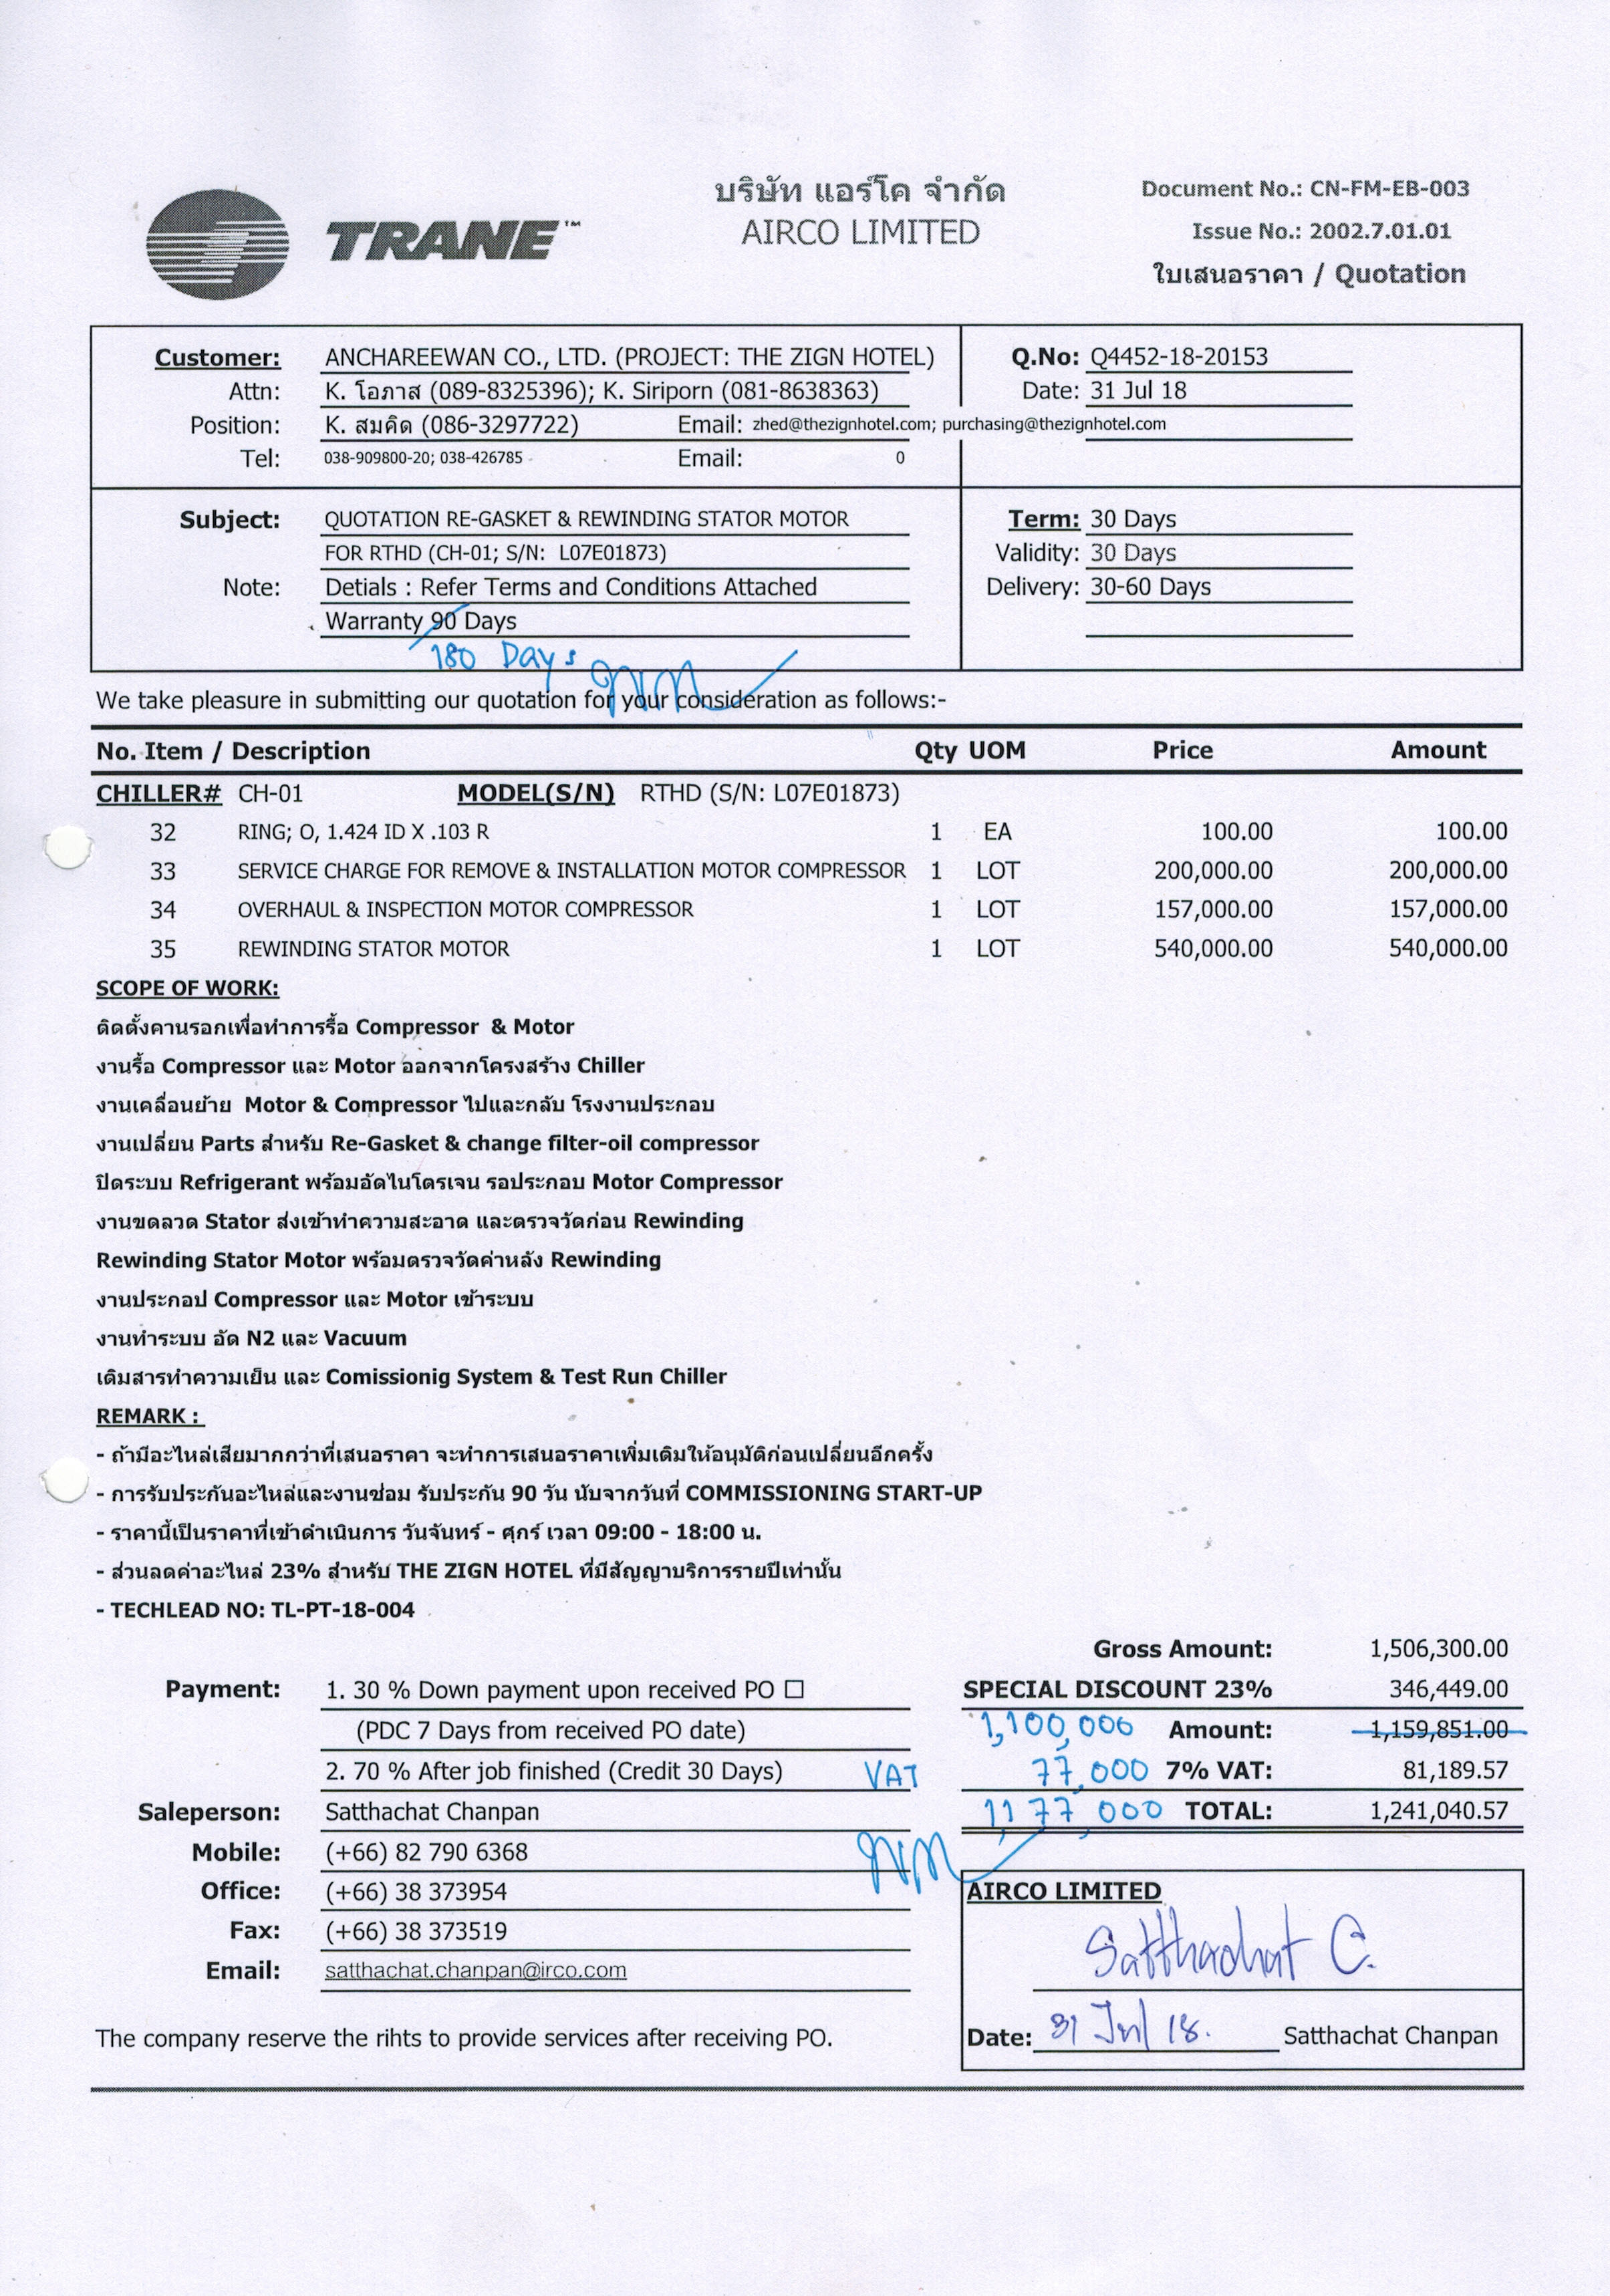 TRANE™
บริษัท แอร์โค จำกัด
AIRCO LIMITED
Document No.: CN-FM-EB-003
Issue No.: 2002.7.01.01
ใบเสนอราคา / Quotation
Customer: ANCHAREEWAN CO., LTD. (PROJECT: THE ZIGN HOTEL) Q.No: Q4452-18-20153
Attn: K. โอภาส (089-8325396); K. Siriporn (081-8638363) Date: 31 Jul 18
Position: K. สมคิด (086-3297722) Email: zhed@thezignhotel.com; purchasing@thezignhotel.com
Tel: 038-909800-20; 038-426785 Email: 0
Subject: QUOTATION RE-GASKET & REWINDING STATOR MOTOR Term: 30 Days
FOR RTHD (CH-01; S/N: L07E01873) Validity: 30 Days
Note: Detials : Refer Terms and Conditions Attached Delivery: 30-60 Days
Warranty 90 Days
180 Days
We take pleasure in submitting our quotation for your consideration as follows:-
No. Item / Description Qty UOM Price Amount
CHILLER# CH-01 MODEL(S/N) RTHD (S/N: L07E01873)
32 RING; O, 1.424 ID X .103 R 1 EA 100.00 100.00
33 SERVICE CHARGE FOR REMOVE & INSTALLATION MOTOR COMPRESSOR 1 LOT 200,000.00 200,000.00
34 OVERHAUL & INSPECTION MOTOR COMPRESSOR 1 LOT 157,000.00 157,000.00
35 REWINDING STATOR MOTOR 1 LOT 540,000.00 540,000.00
SCOPE OF WORK:
ติดตั้งคานรอกเพื่อทำการรื้อ Compressor & Motor
งานรื้อ Compressor และ Motor ออกจากโครงสร้าง Chiller
งานเคลื่อนย้าย Motor & Compressor ไปและกลับ โรงงานประกอบ
งานเปลี่ยน Parts สำหรับ Re-Gasket & change filter-oil compressor
ปิดระบบ Refrigerant พร้อมอัดไนโตรเจน รอประกอบ Motor Compressor
งานขดลวด Stator ส่งเข้าทำความสะอาด และตรวจวัดก่อน Rewinding
Rewinding Stator Motor พร้อมตรวจวัดค่าหลัง Rewinding
งานประกอป Compressor และ Motor เข้าระบบ
งานทำระบบ อัด N2 และ Vacuum
เติมสารทำความเย็น และ Comissionig System & Test Run Chiller
REMARK :
- ถ้ามีอะไหล่เสียมากกว่าที่เสนอราคา จะทำการเสนอราคาเพิ่มเติมให้อนุมัติก่อนเปลี่ยนอีกครั้ง
- การรับประกันอะไหล่และงานซ่อม รับประกัน 90 วัน นับจากวันที่ COMMISSIONING START-UP
- ราคานี้เป็นราคาที่เข้าดำเนินการ วันจันทร์ - ศุกร์ เวลา 09:00 - 18:00 น.
- ส่วนลดค่าอะไหล่ 23% สำหรับ THE ZIGN HOTEL ที่มีสัญญาบริการรายปีเท่านั้น
- TECHLEAD NO: TL-PT-18-004
Gross Amount: 1,506,300.00
Payment: 1. 30 % Down payment upon received PO ☐ SPECIAL DISCOUNT 23% 346,449.00
(PDC 7 Days from received PO date) 1,100,000 Amount: 1,159,851.00
2. 70 % After job finished (Credit 30 Days) VAT 77,000 7% VAT: 81,189.57
Saleperson: Satthachat Chanpan 1,177,000 TOTAL: 1,241,040.57
Mobile: (+66) 82 790 6368
Office: (+66) 38 373954 AIRCO LIMITED
Fax: (+66) 38 373519
Satthachat C.
Email: satthachat.chanpan@irco.com
The company reserve the rihts to provide services after receiving PO. Date: 31 Jul 18. Satthachat Chanpan